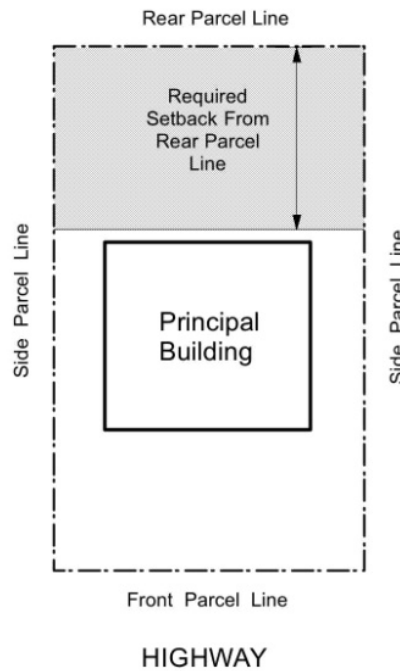 Rear Parcel Line
Required
Setback From
Rear Parcel
Line
Side Parcel Line
Side Parcel Line
Principal
Building
Front Parcel Line
HIGHWAY